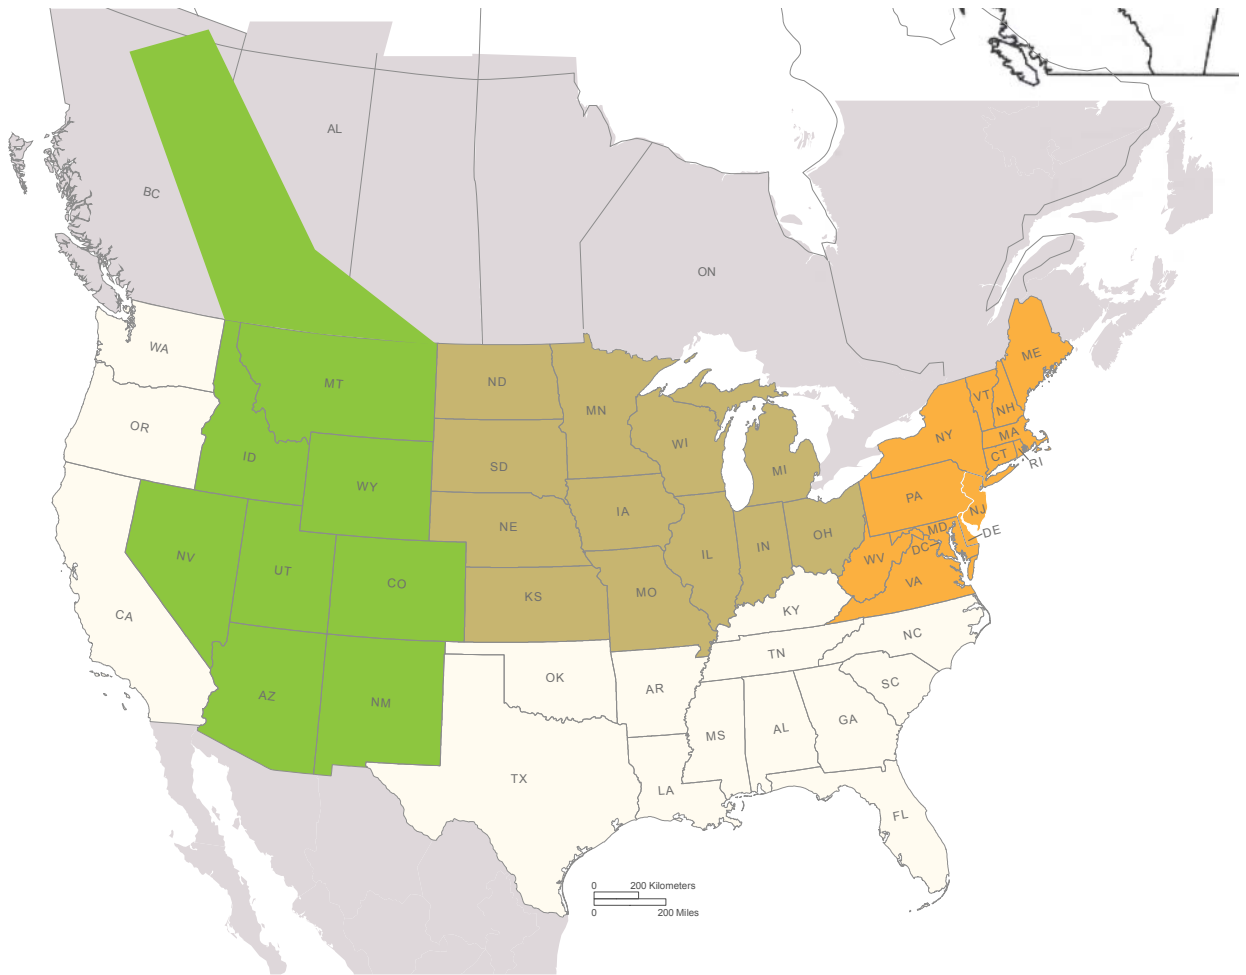 AL
BC
ON
WA
ME
MT
ND
VT
MN
NH
OR
NY
MA
WI
ID
CT
RI
SD
MI
WY
PA
IA
NJ
NE
MD
DE
OH
DC
IN
IL
NV
WV
UT
CO
VA
MO
KS
KY
CA
NC
TN
OK
SC
AR
AZ
NM
GA
AL
MS
TX
LA
FL
0 200 Kilometers
0 200 Miles